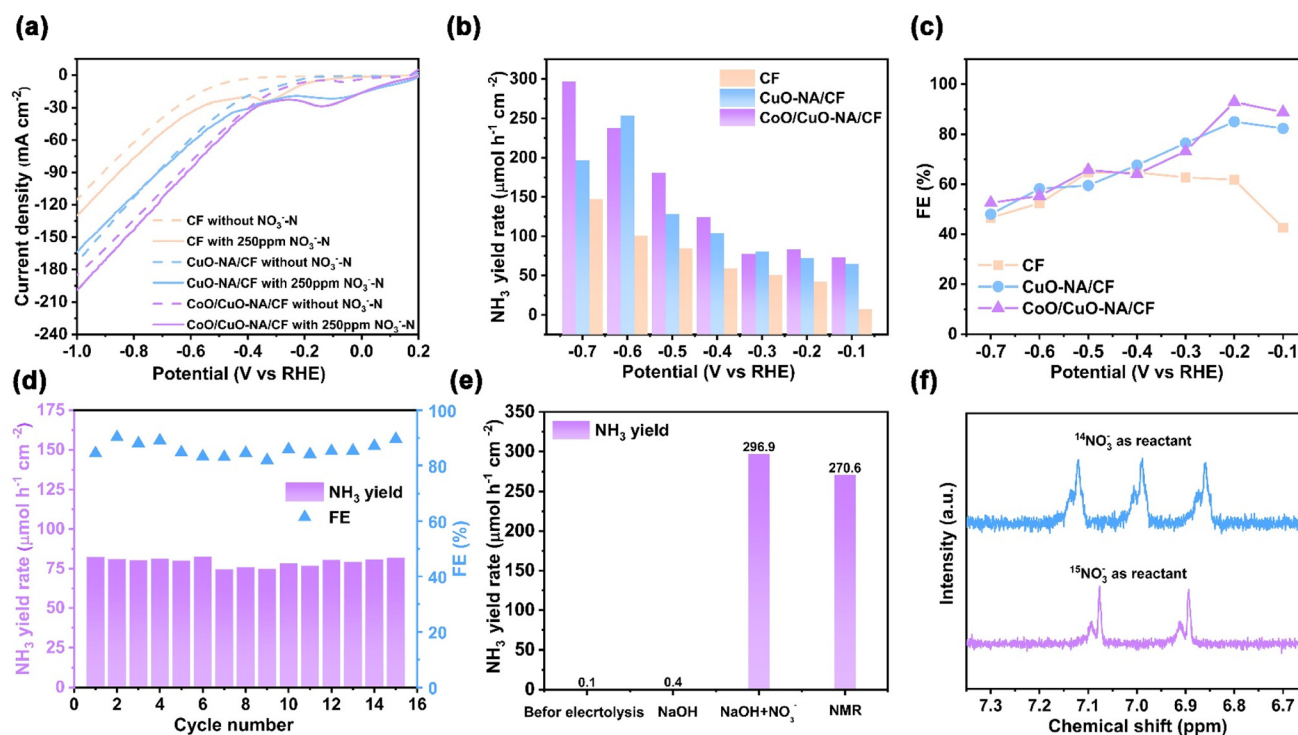 (a)
Current density (mA cm⁻²)
0
-30
-60
-90
-120
-150
-180
-210
-240
CF without NO₃⁻-N
CF with 250ppm NO₃⁻-N
CuO-NA/CF without NO₃⁻-N
CuO-NA/CF with 250ppm NO₃⁻-N
CoO/CuO-NA/CF without NO₃⁻-N
CoO/CuO-NA/CF with 250ppm NO₃⁻-N
-1.0 -0.8 -0.6 -0.4 -0.2 0.0 0.2
Potential (V vs RHE)
(b)
NH₃ yield rate (μmol h⁻¹ cm⁻²)
300
250
200
150
100
50
0
CF
CuO-NA/CF
CoO/CuO-NA/CF
-0.7 -0.6 -0.5 -0.4 -0.3 -0.2 -0.1
Potential (V vs RHE)
(c)
FE (%)
100
80
60
40
20
0
CF
CuO-NA/CF
CoO/CuO-NA/CF
-0.7 -0.6 -0.5 -0.4 -0.3 -0.2 -0.1
Potential (V vs RHE)
(d)
NH₃ yield rate (μmol h⁻¹ cm⁻²)
175
150
125
100
75
50
25
0
NH₃ yield
FE
100
80
60
40
20
0
FE (%)
0 2 4 6 8 10 12 14 16
Cycle number
(e)
NH₃ yield rate (μmol h⁻¹ cm⁻²)
350
300
250
200
150
100
50
0
NH₃ yield
0.1
0.4
296.9
270.6
Befor elecrtolysis NaOH NaOH+NO₃⁻ NMR
(f)
Intensity (a.u.)
¹⁴NO₃⁻ as reactant
¹⁵NO₃⁻ as reactant
7.3 7.2 7.1 7.0 6.9 6.8 6.7
Chemical shift (ppm)